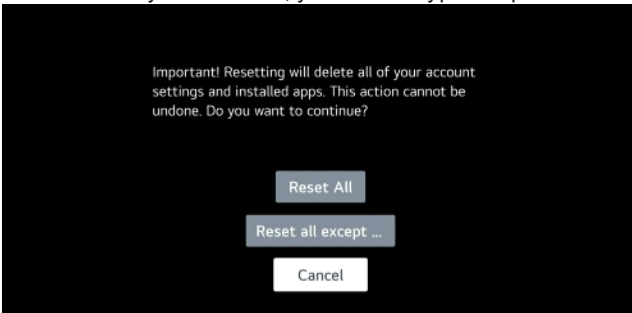 Important! Resetting will delete all of your account
settings and installed apps. This action cannot be
undone. Do you want to continue?
Reset All
Reset all except ...
Cancel